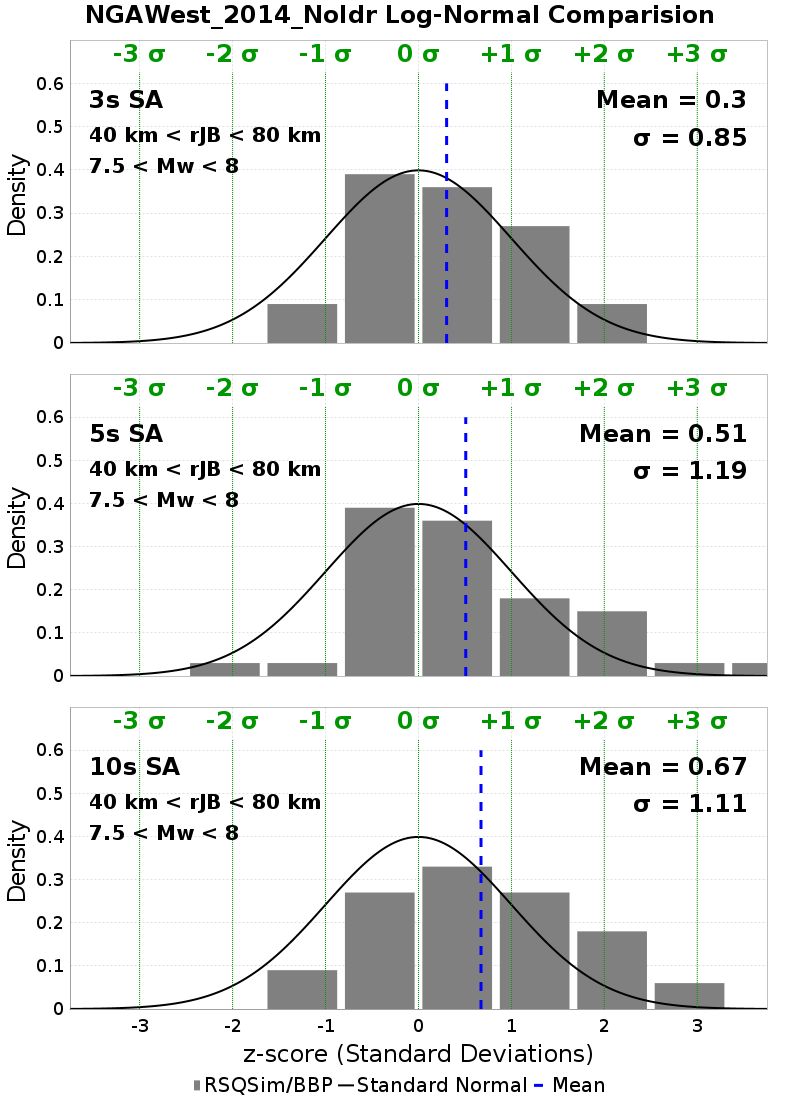 NGAWest_2014_NoIdr Log-Normal Comparision
-3 σ -2 σ -1 σ 0 σ +1 σ +2 σ +3 σ
3s SA
Mean = 0.3
40 km < rJB < 80 km
σ = 0.85
7.5 < Mw < 8
Density
0.6
0.5
0.4
0.3
0.2
0.1
0
-3 σ -2 σ -1 σ 0 σ +1 σ +2 σ +3 σ
5s SA
Mean = 0.51
40 km < rJB < 80 km
σ = 1.19
7.5 < Mw < 8
Density
0.6
0.5
0.4
0.3
0.2
0.1
0
-3 σ -2 σ -1 σ 0 σ +1 σ +2 σ +3 σ
10s SA
Mean = 0.67
40 km < rJB < 80 km
σ = 1.11
7.5 < Mw < 8
Density
0.6
0.5
0.4
0.3
0.2
0.1
0
-3 -2 -1 0 1 2 3
z-score (Standard Deviations)
RSQSim/BBP Standard Normal Mean